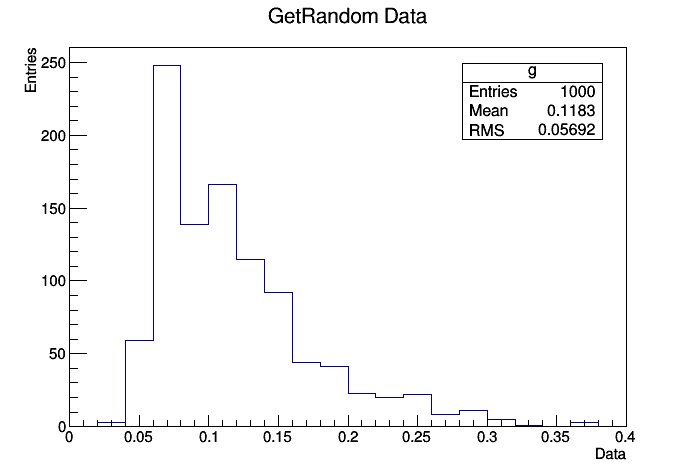 GetRandom Data
Entries
250
200
150
100
50
0
g
Entries 1000
Mean 0.1183
RMS 0.05692
0 0.05 0.1 0.15 0.2 0.25 0.3 0.35 0.4
Data